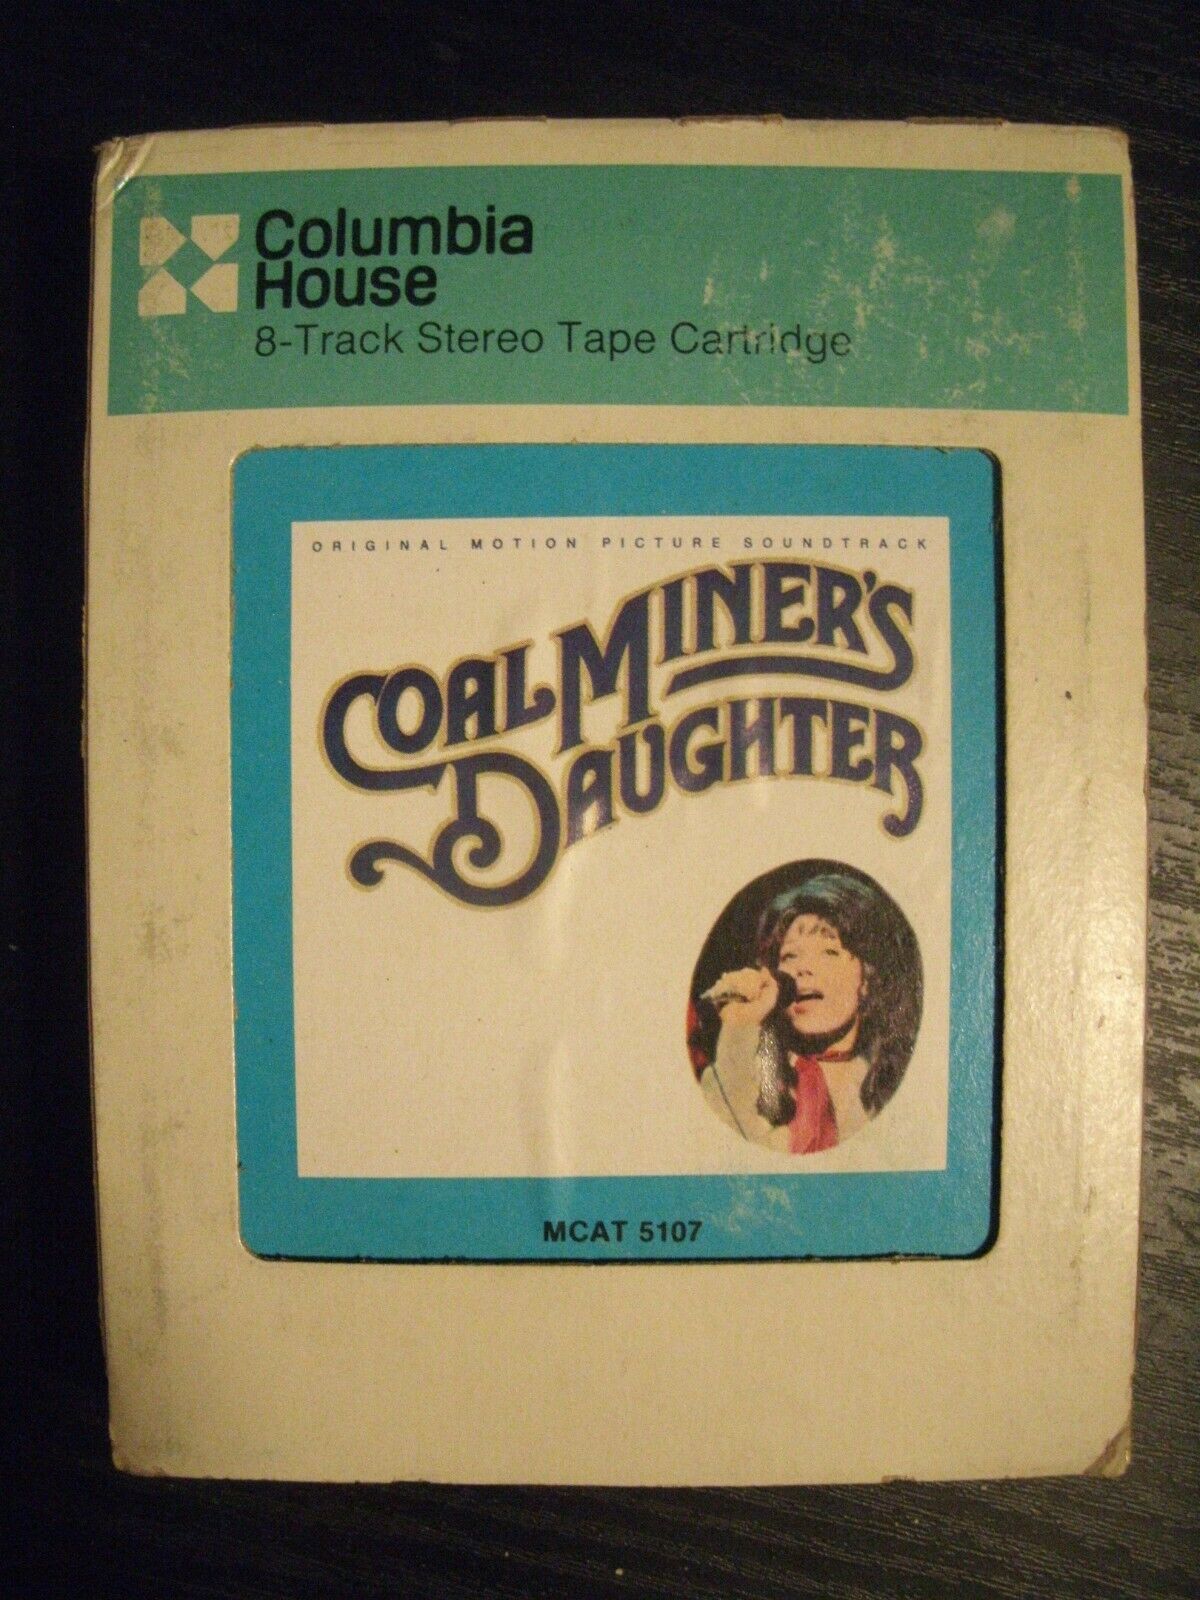 Columbia
House
8-Track Stereo Tape Cartridge
ORIGINAL MOTION PICTURE SOUNDTRACK
COAL MINER'S
DAUGHTER
MCAT 5107